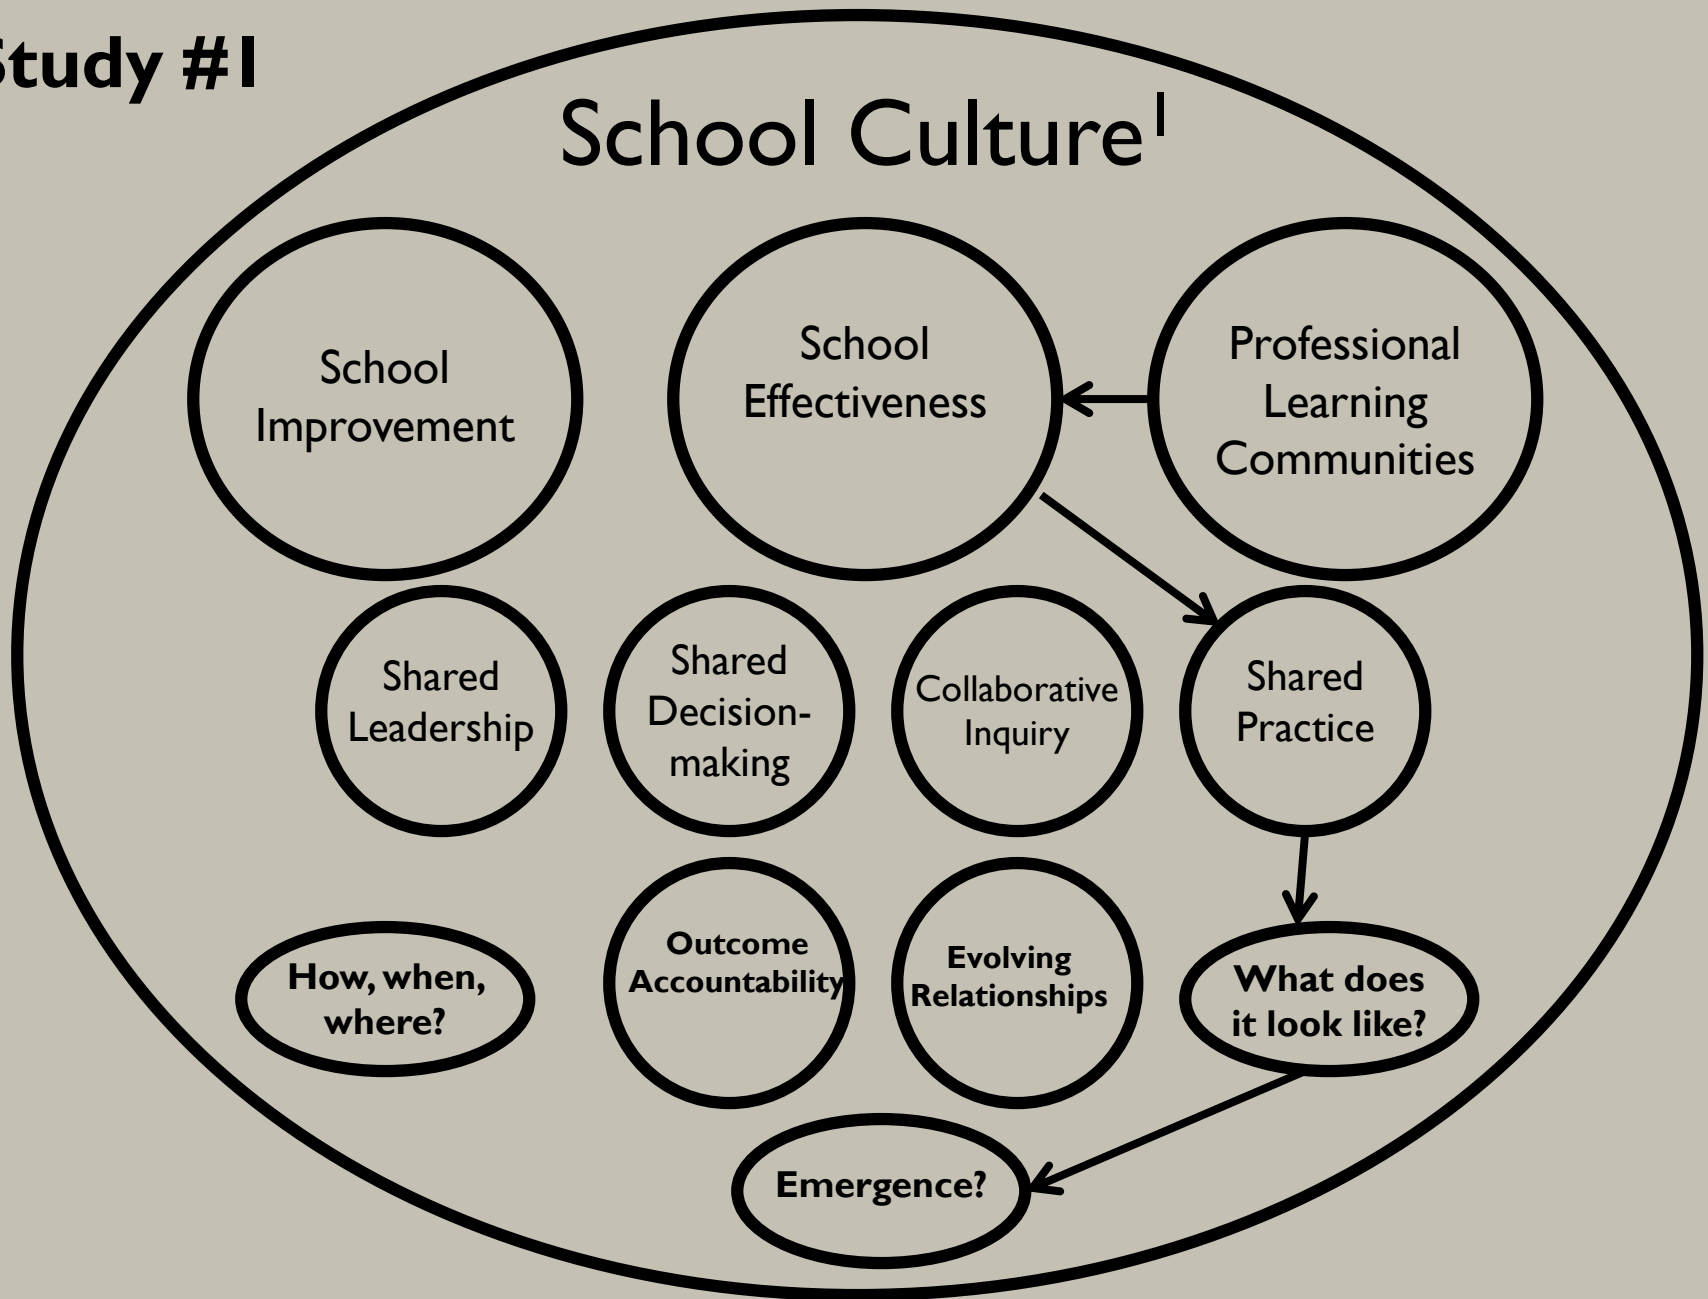 Study #1
School Culture¹
School
Improvement
School
Effectiveness
Professional
Learning
Communities
Shared
Leadership
Shared
Decision-
making
Collaborative
Inquiry
Shared
Practice
How, when,
where?
Outcome
Accountability
Evolving
Relationships
What does
it look like?
Emergence?